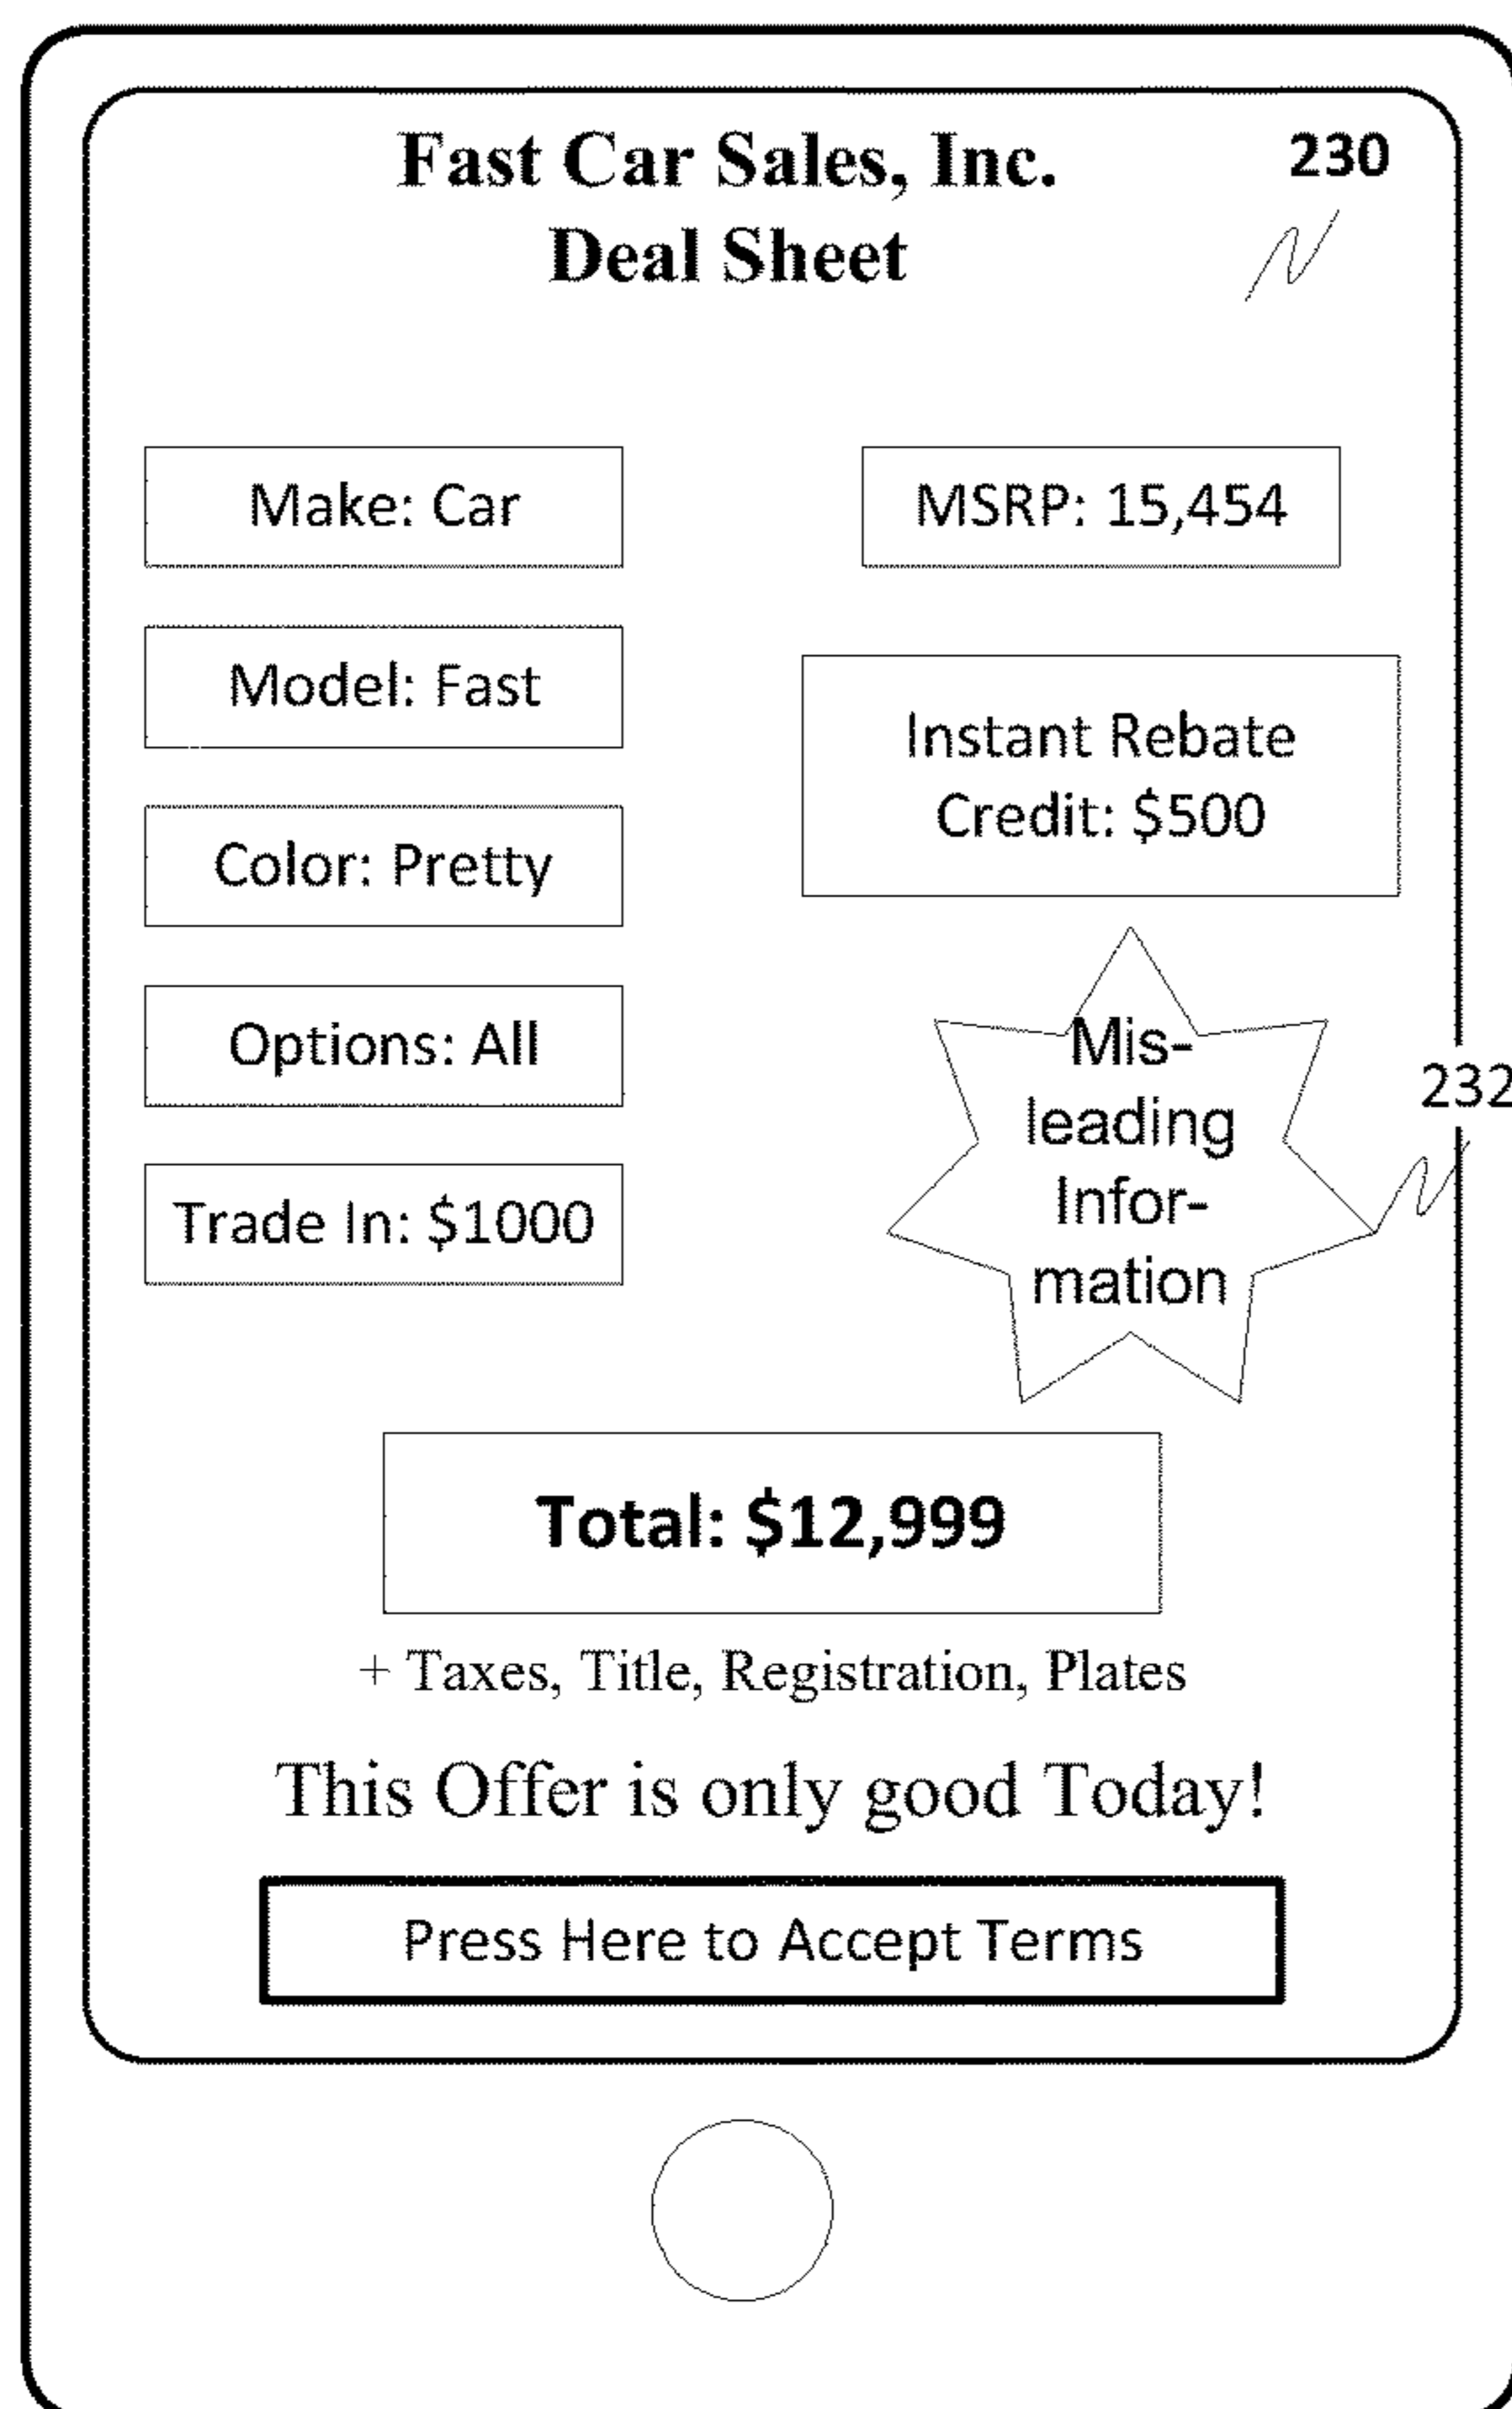 Fast Car Sales, Inc.
Deal Sheet
230
Make: Car
Model: Fast
Color: Pretty
Options: All
Trade In: $1000
MSRP: 15,454
Instant Rebate
Credit: $500
Mis-
leading
Infor-
mation
232
Total: $12,999
+ Taxes, Title, Registration, Plates
This Offer is only good Today!
Press Here to Accept Terms